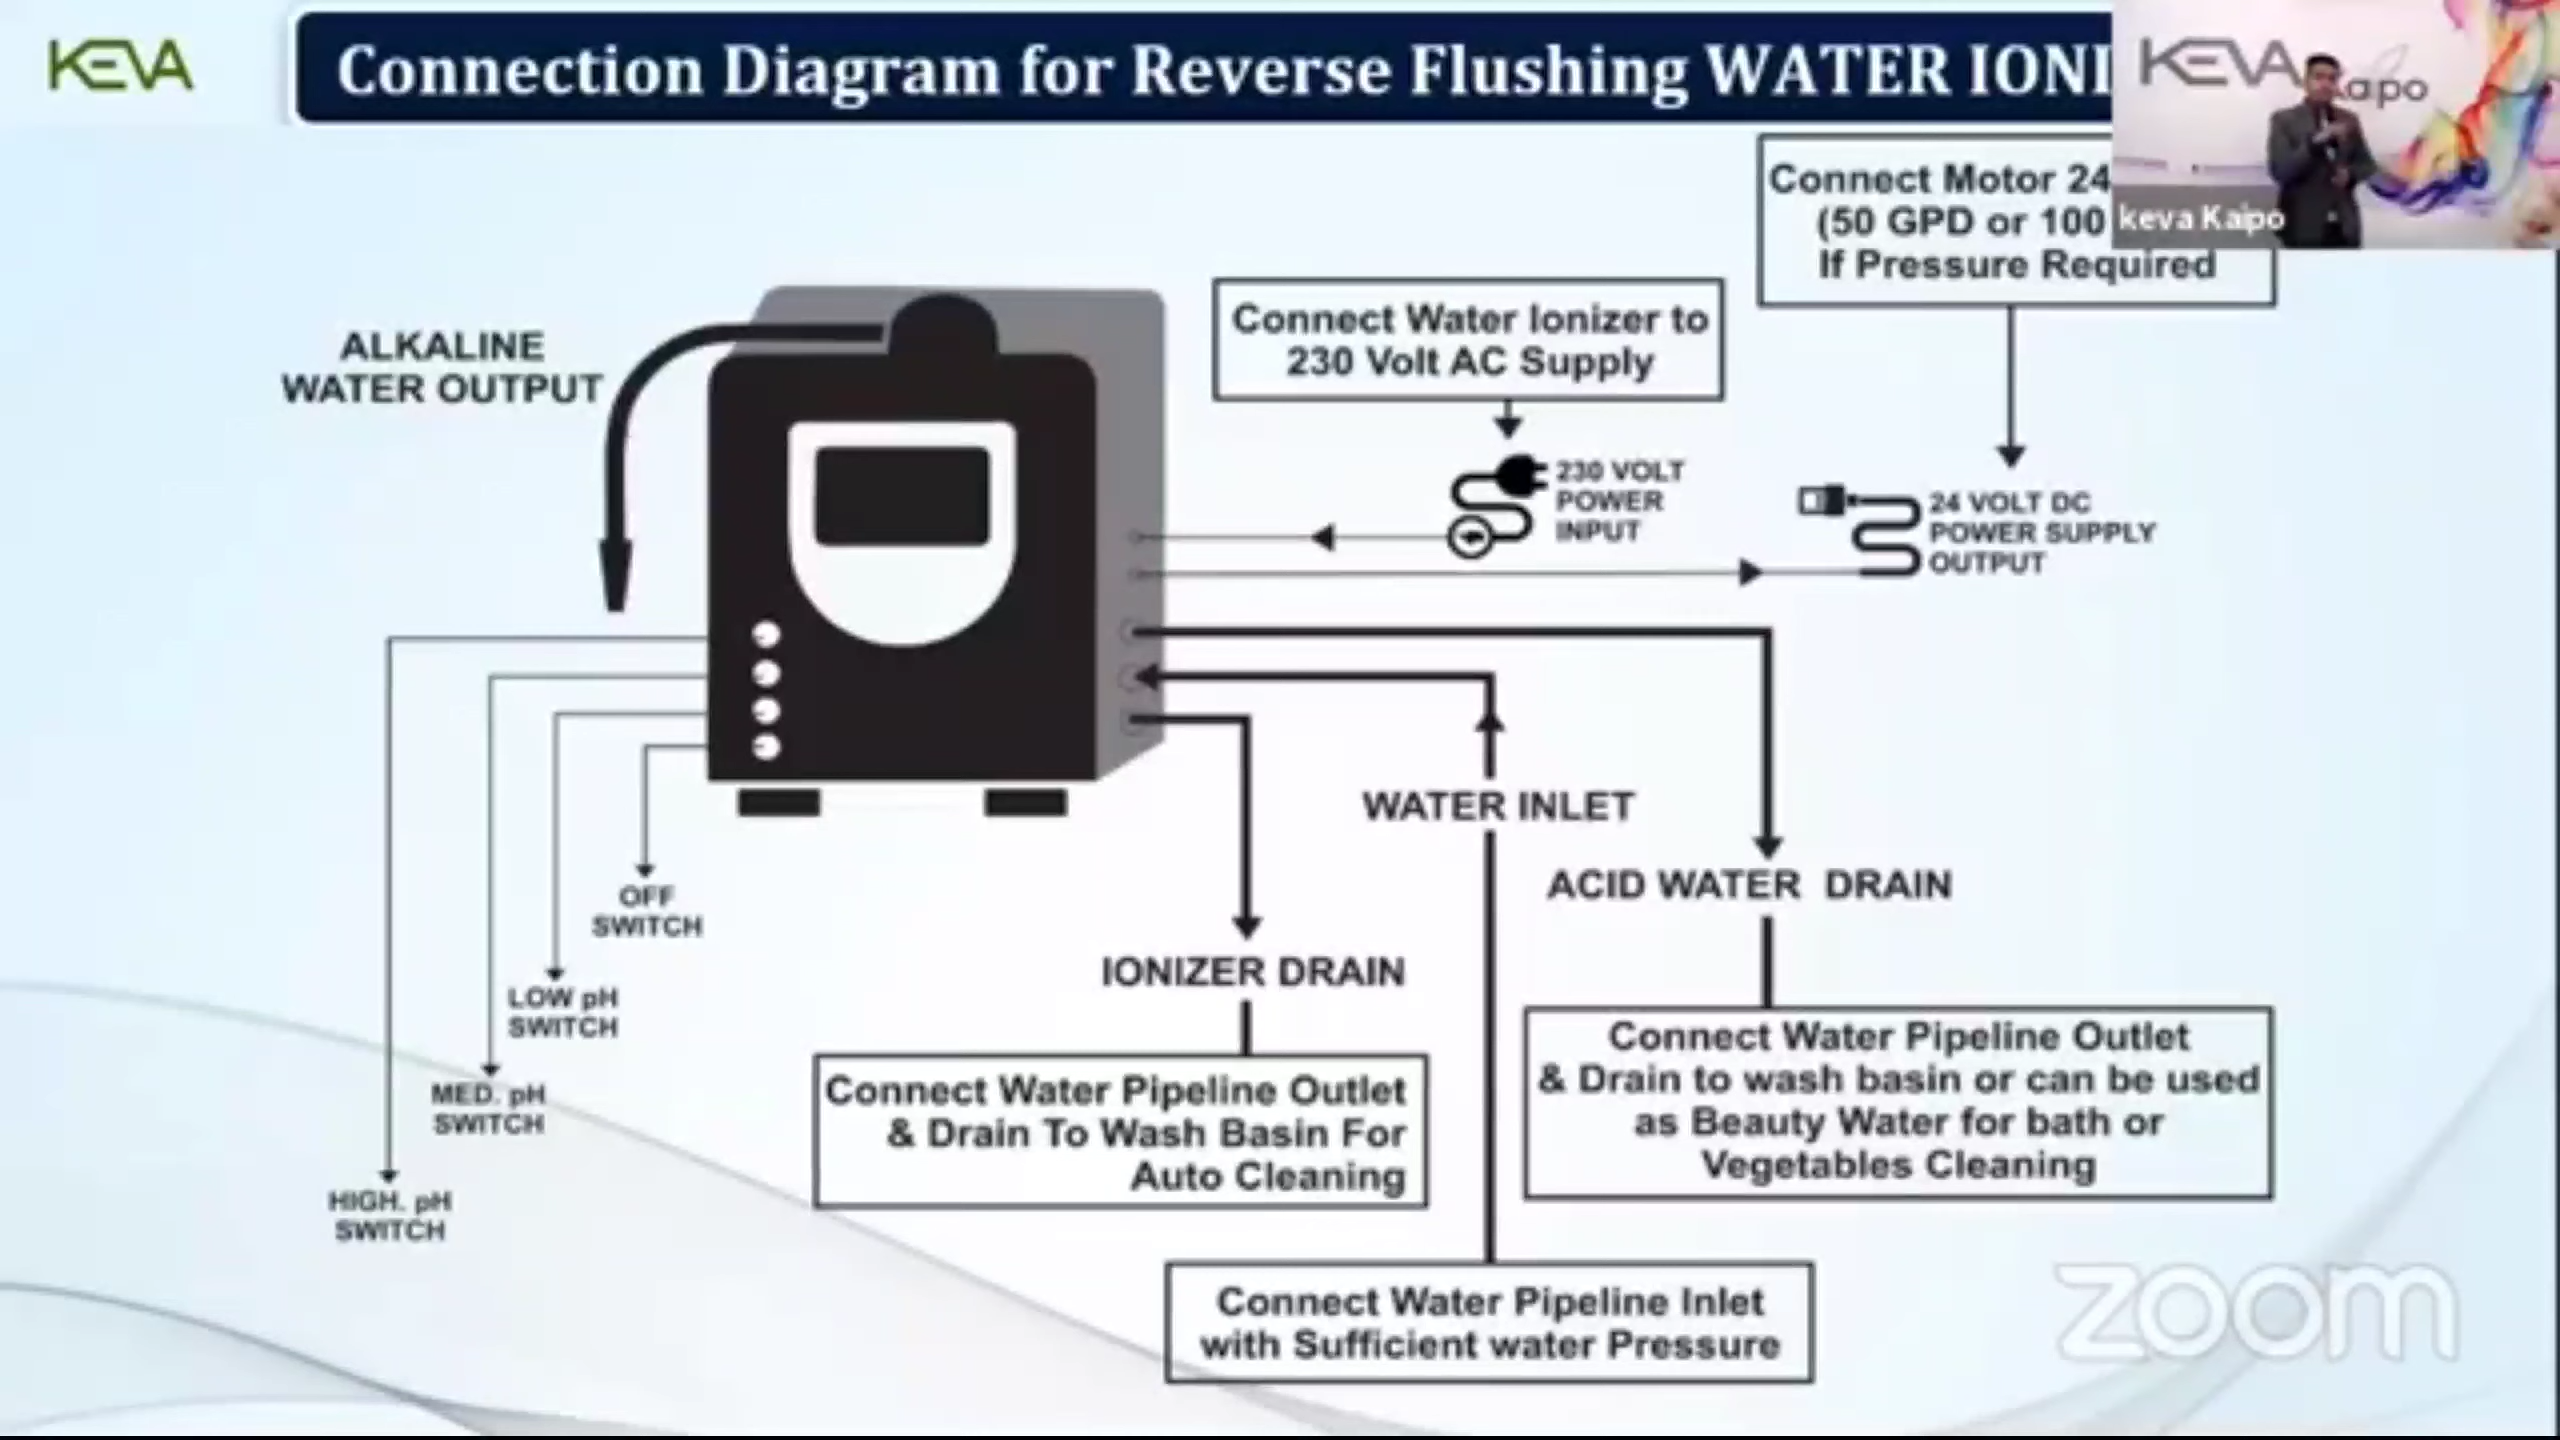 KEVA
Connection Diagram for Reverse Flushing WATER
KEVA
keva Kaipo
Connect Motor 24
(50 GPD or 100
If Pressure Required
Connect Water Ionizer to
230 Volt AC Supply
ALKALINE
WATER OUTPUT
230 VOLT
POWER
INPUT
24 VOLT DC
POWER SUPPLY
OUTPUT
WATER INLET
ACID WATER DRAIN
OFF
SWITCH
IONIZER DRAIN
LOW pH
SWITCH
MED. pH
SWITCH
HIGH. pH
SWITCH
Connect Water Pipeline Outlet
& Drain To Wash Basin For
Auto Cleaning
Connect Water Pipeline Outlet
& Drain to wash basin or can be used
as Beauty Water for bath or
Vegetables Cleaning
Connect Water Pipeline Inlet
with Sufficient water Pressure
zoom